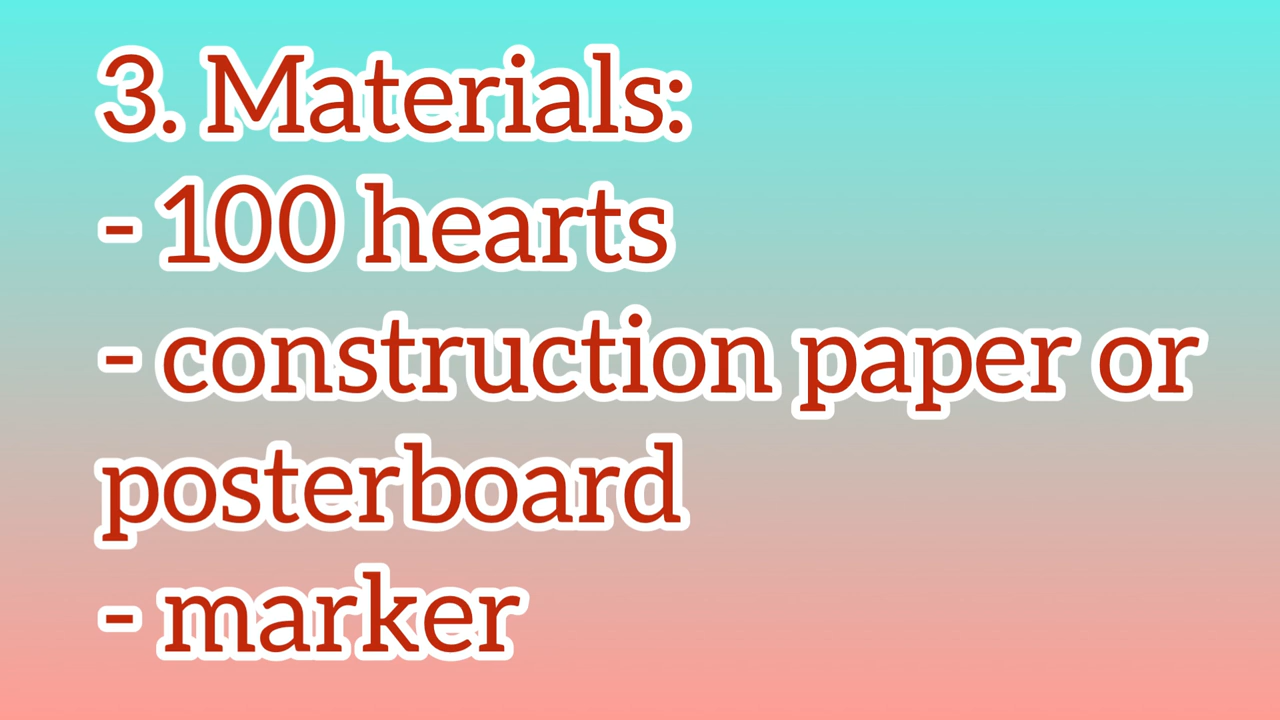 3. Materials:
- 100 hearts
- construction paper or
posterboard
- marker